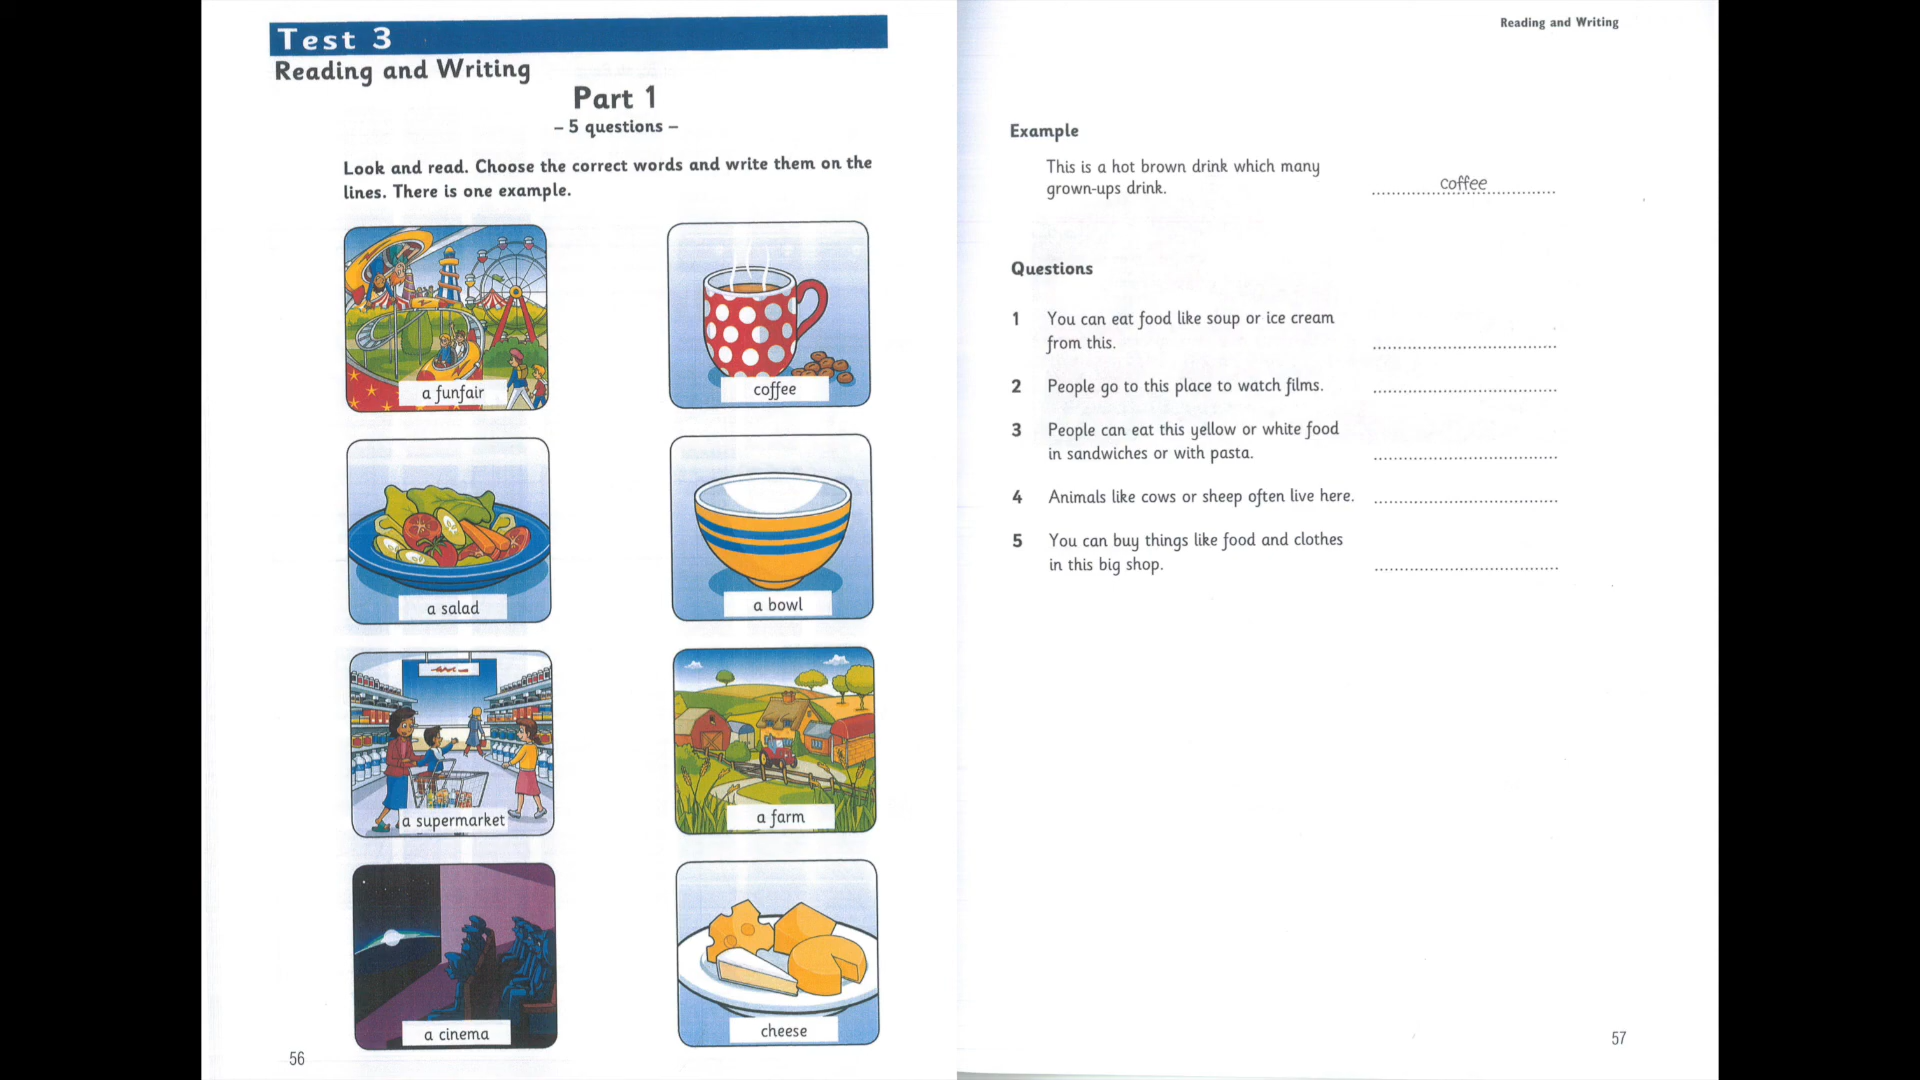 Test 3
Reading and Writing
Part 1
– 5 questions –
Look and read. Choose the correct words and write them on the
lines. There is one example.
a funfair
coffee
a salad
a bowl
a supermarket
a farm
a cinema
cheese
56
Reading and Writing
Example
This is a hot brown drink which many
grown-ups drink.
coffee
Questions
1 You can eat food like soup or ice cream
from this.
2 People go to this place to watch films.
3 People can eat this yellow or white food
in sandwiches or with pasta.
4 Animals like cows or sheep often live here.
5 You can buy things like food and clothes
in this big shop.
57